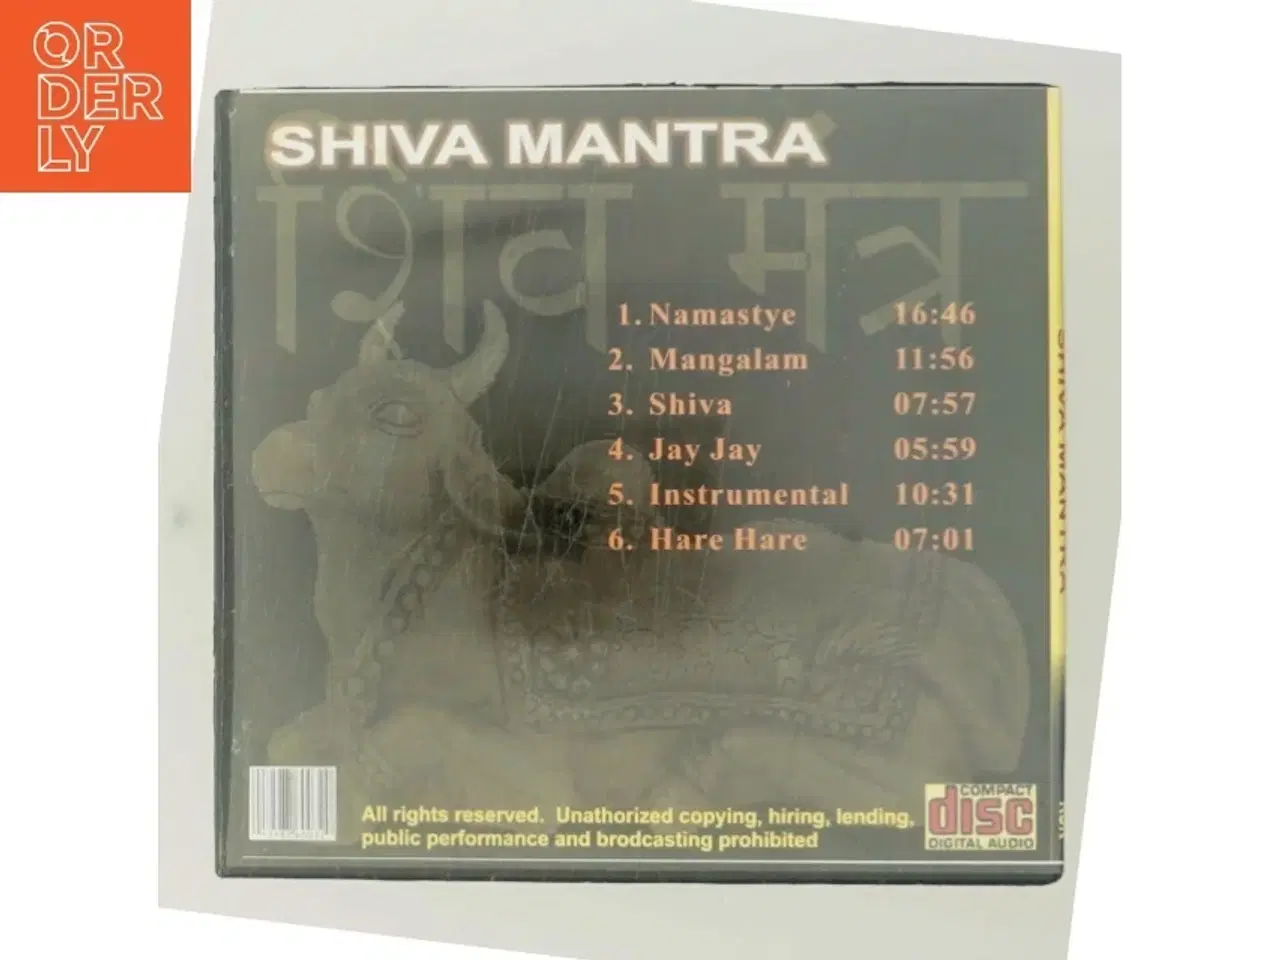 ORDERLY
SHIVA MANTRA
शिव मंत्र
1. Namastye 16:46
2. Mangalam 11:56
3. Shiva 07:57
4. Jay Jay 05:59
5. Instrumental 10:31
6. Hare Hare 07:01
SHIVA MANTRA
All rights reserved. Unathorized copying, hiring, lending,
public performance and brodcasting prohibited
COMPACT
disc
DIGITAL AUDIO